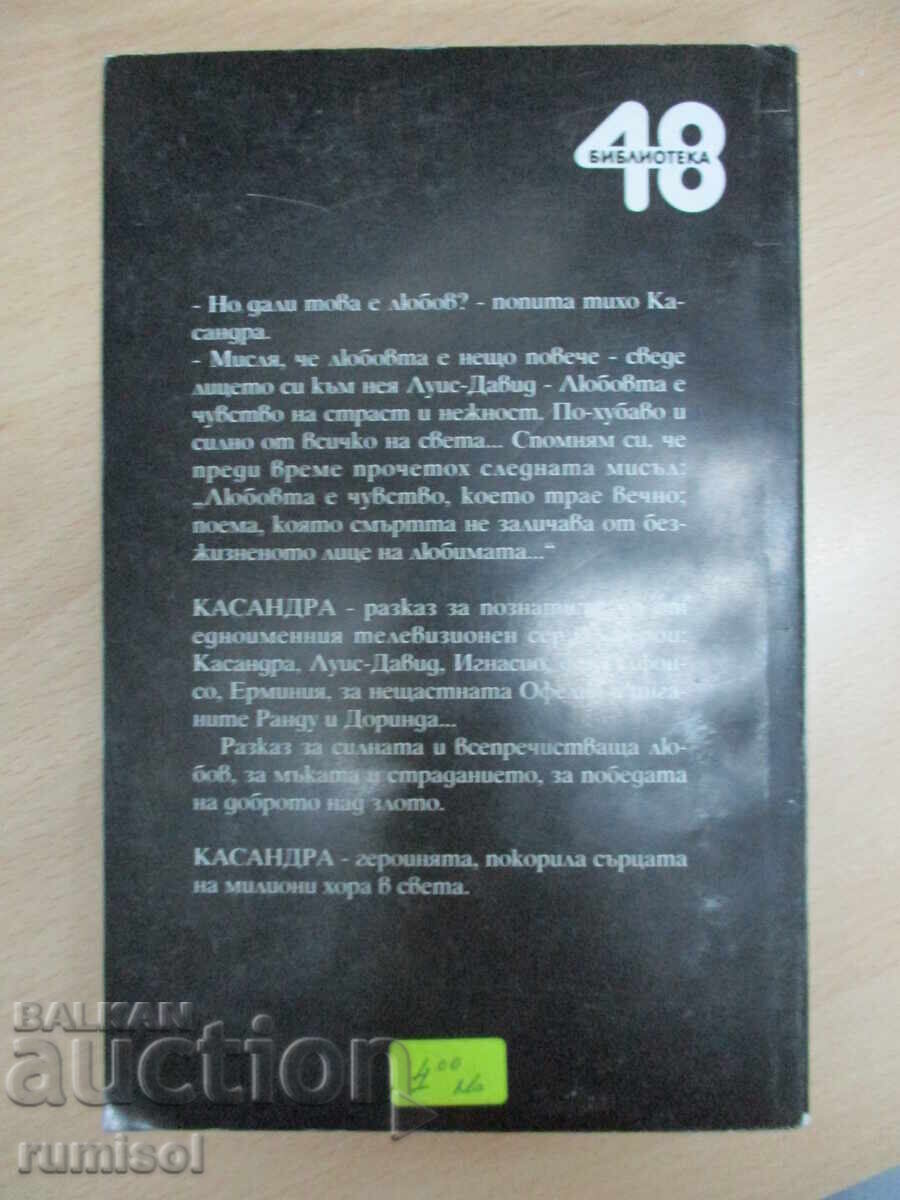 48
БИБЛИОТЕКА
- Но дали това е любов? - попита тихо Ка-
сандра.
- Мисля, че любовта е нещо повече - сведе
лицето си към нея Луис-Давид - Любовта е
чувство на страст и нежност. По-хубаво и
силно от всичко на света... Спомням си, че
преди време прочетох следната мисъл:
„Любовта е чувство, което трае вечно;
поема, която смъртта не заличава от без-
жизненото лице на любимата..."
КАСАНДРА - разказ за от
едноименния телевизионен
Касандра, Луис-Давид, Игнасио,
со, Ерминия, за нещастната
ните Ранду и Доринда...
Разказ за силната и всепречистваща лю-
бов, за мъката и страданието, за победата
на доброто над злото.
КАСАНДРА - героинята, покорила сърцата
на милиони хора в света.
4.00
лв
BALKAN
auction
rumisol